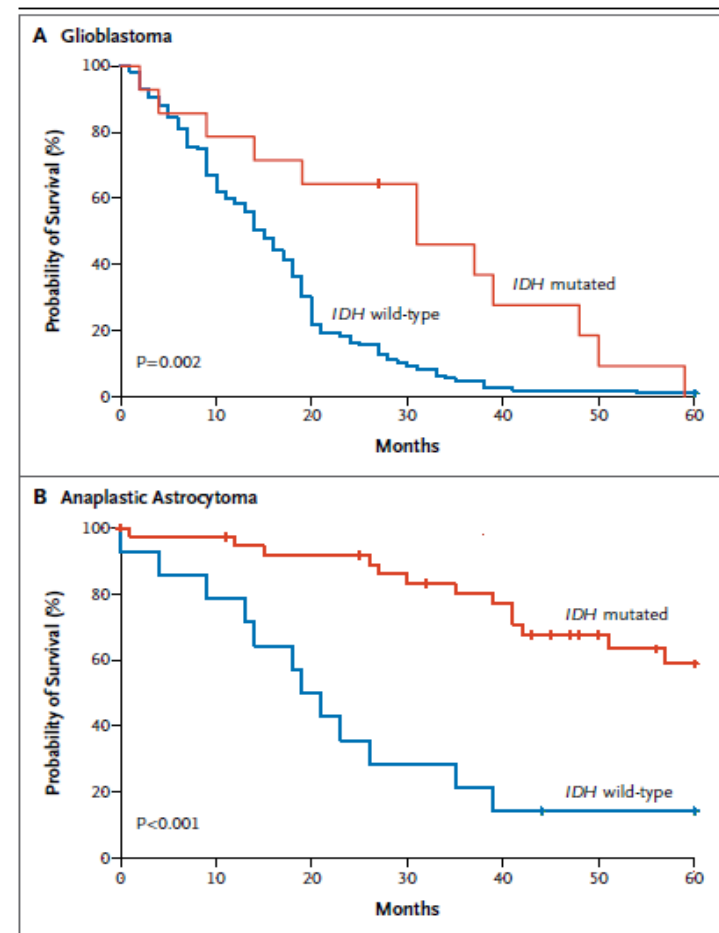 A Glioblastoma
100
80
60
40
20
0
Probability of Survival (%)
IDH mutated
IDH wild-type
P=0.002
0 10 20 30 40 50 60
Months
B Anaplastic Astrocytoma
100
80
60
40
20
0
Probability of Survival (%)
IDH mutated
IDH wild-type
P<0.001
0 10 20 30 40 50 60
Months